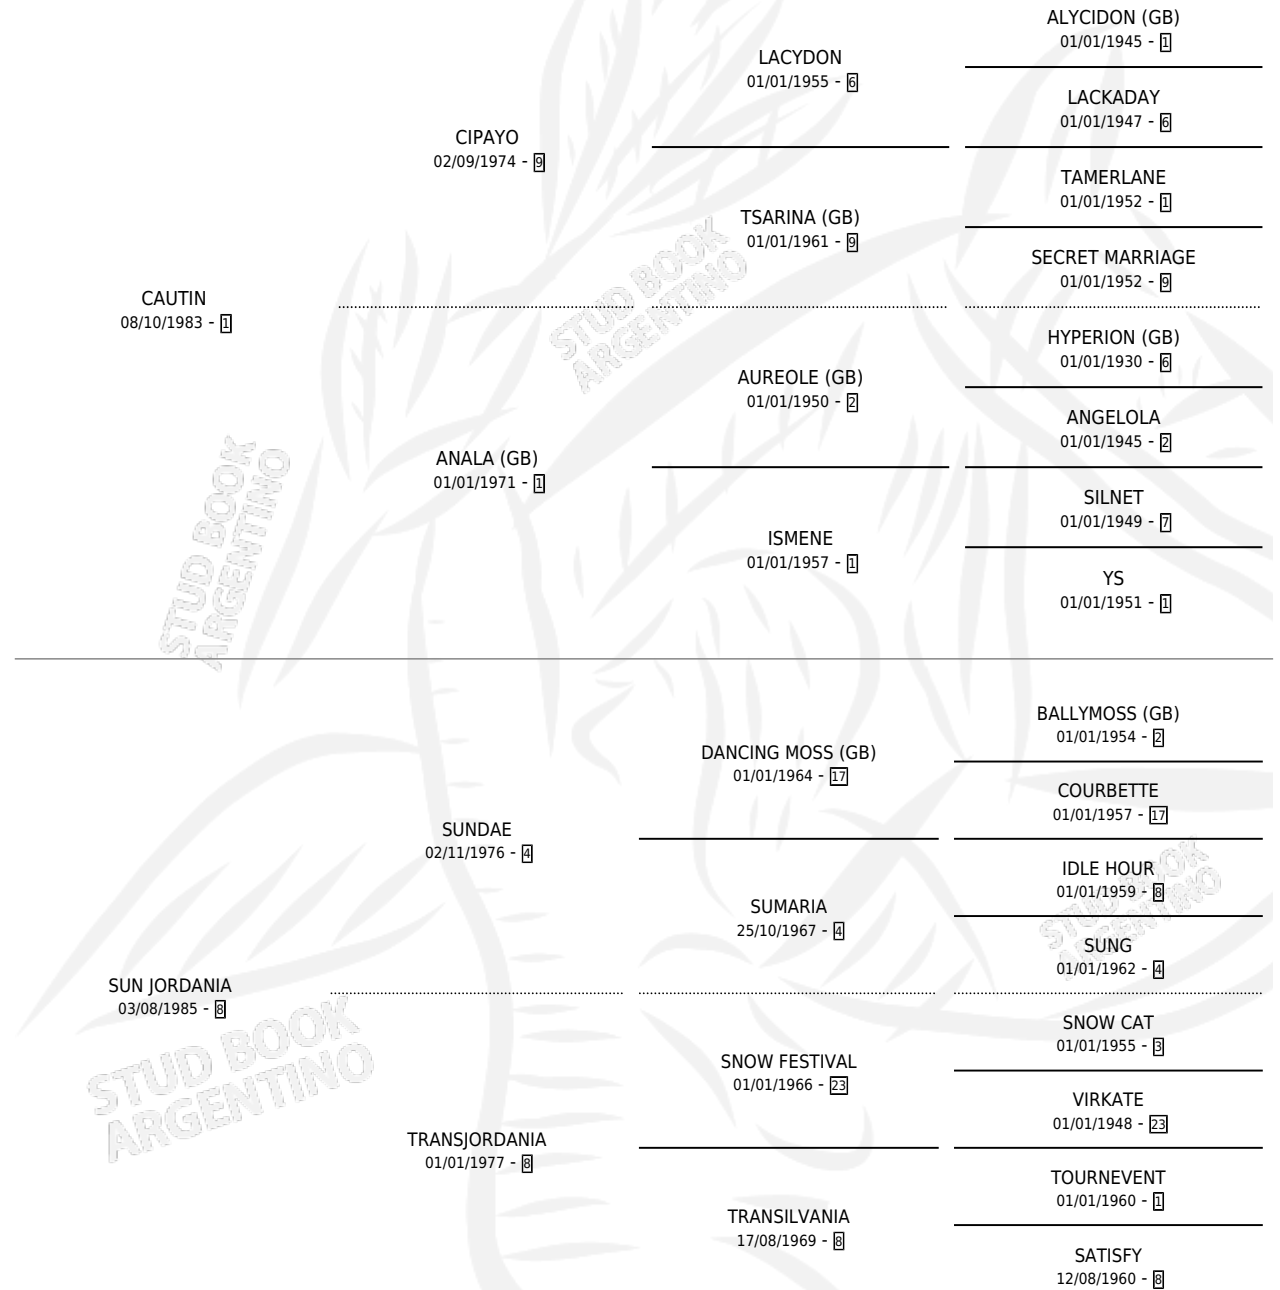 ALYCIDON (GB)
01/01/1945 - 1
LACYDON
01/01/1955 - 6
LACKADAY
01/01/1947 - 6
CIPAYO
02/09/1974 - 9
TAMERLANE
01/01/1952 - 1
TSARINA (GB)
01/01/1961 - 9
SECRET MARRIAGE
01/01/1952 - 9
CAUTIN
08/10/1983 - 1
HYPERION (GB)
01/01/1930 - 6
AUREOLE (GB)
01/01/1950 - 2
ANGELOLA
01/01/1945 - 2
ANALA (GB)
01/01/1971 - 1
SILNET
01/01/1949 - 7
ISMENE
01/01/1957 - 1
YS
01/01/1951 - 1
BALLYMOSS (GB)
01/01/1954 - 2
DANCING MOSS (GB)
01/01/1964 - 17
COURBETTE
01/01/1957 - 17
SUNDAE
02/11/1976 - 4
IDLE HOUR
01/01/1959 - 8
SUMARIA
25/10/1967 - 4
SUNG
01/01/1962 - 4
SUN JORDANIA
03/08/1985 - 8
SNOW CAT
01/01/1955 - 3
SNOW FESTIVAL
01/01/1966 - 23
VIRKATE
01/01/1948 - 23
TRANSJORDANIA
01/01/1977 - 8
TOURNEVENT
01/01/1960 - 1
TRANSILVANIA
17/08/1969 - 8
SATISFY
12/08/1960 - 8
STUD BOOK
ARGENTINO
STUD BOOK
ARGENTINO
STUD BOOK
ARGENTINO
STUD BOOK
ARGENTINO